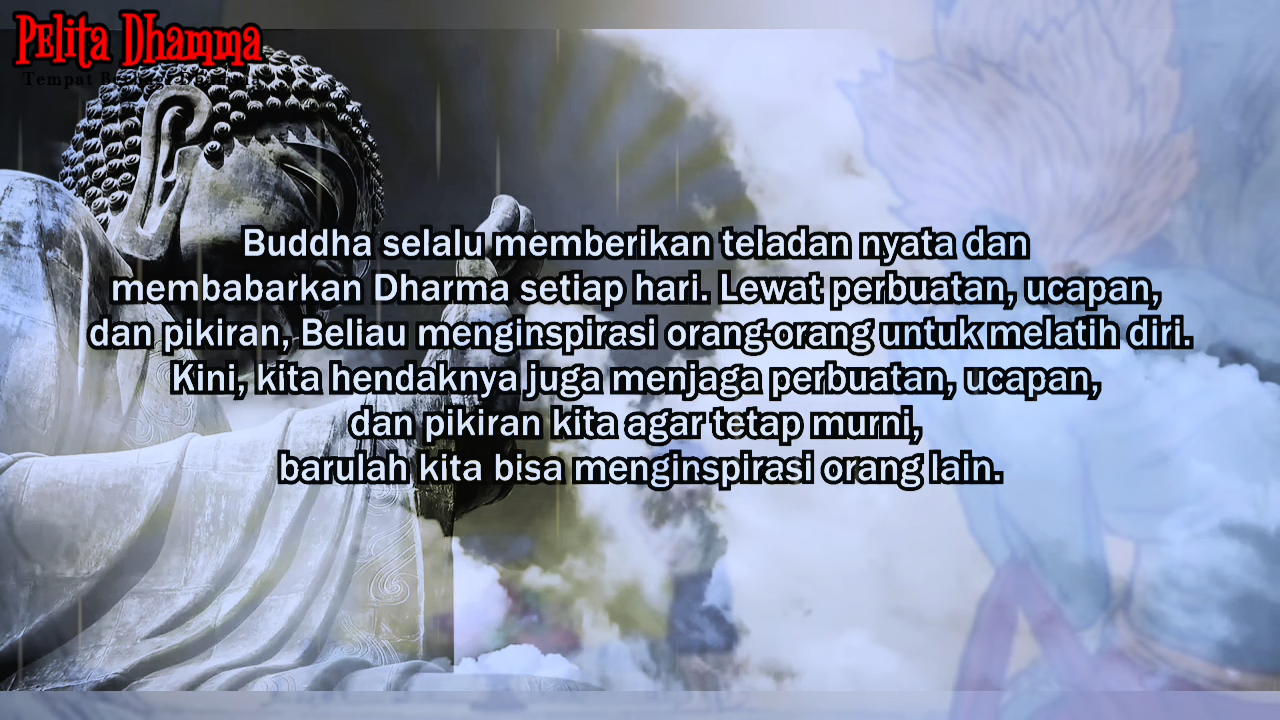 Pelita Dhamma
Tempat
Buddha selalu memberikan teladan nyata dan
membabarkan Dharma setiap hari. Lewat perbuatan, ucapan,
dan pikiran, Beliau menginspirasi orang-orang untuk melatih diri.
Kini, kita hendaknya juga menjaga perbuatan, ucapan,
dan pikiran kita agar tetap murni,
barulah kita bisa menginspirasi orang lain.